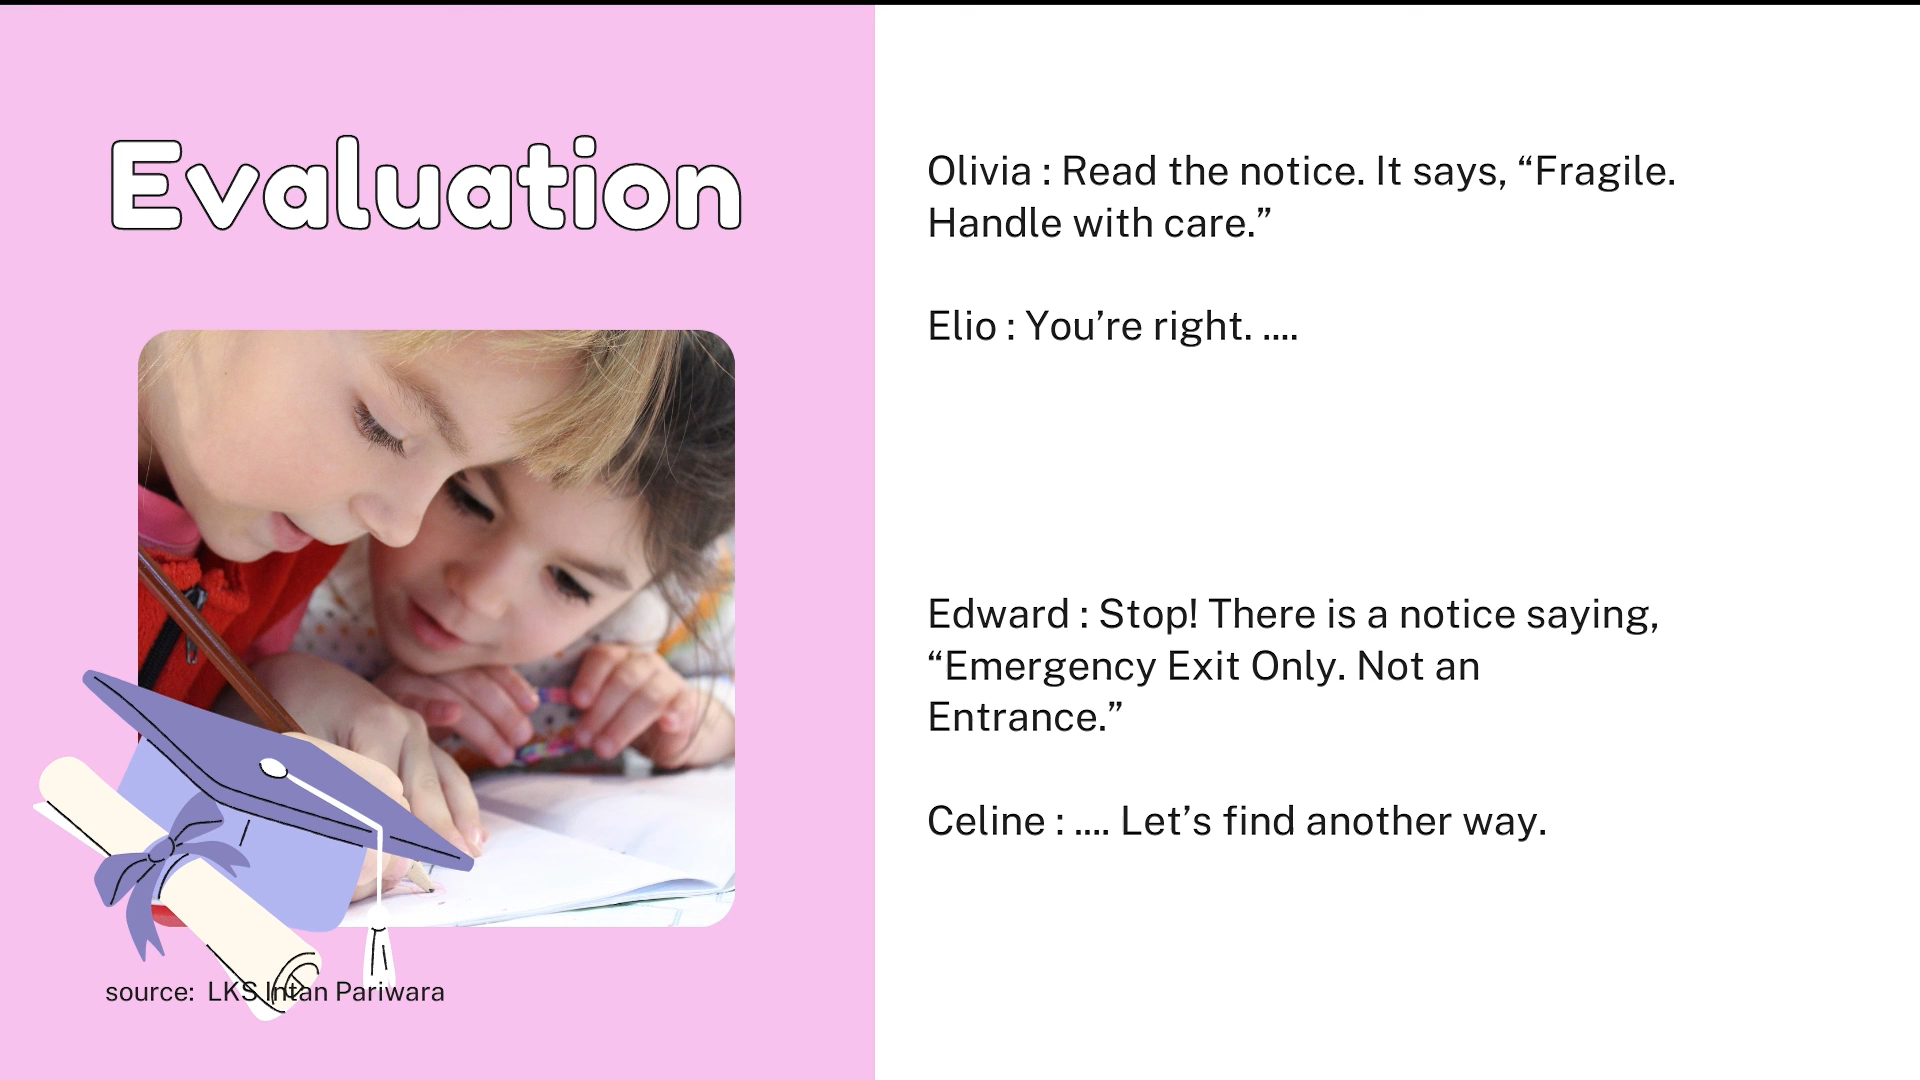 Evaluation
source: LKS Intan Pariwara
Olivia : Read the notice. It says, “Fragile.
Handle with care.”
Elio : You’re right. ....
Edward : Stop! There is a notice saying,
“Emergency Exit Only. Not an
Entrance.”
Celine : .... Let’s find another way.